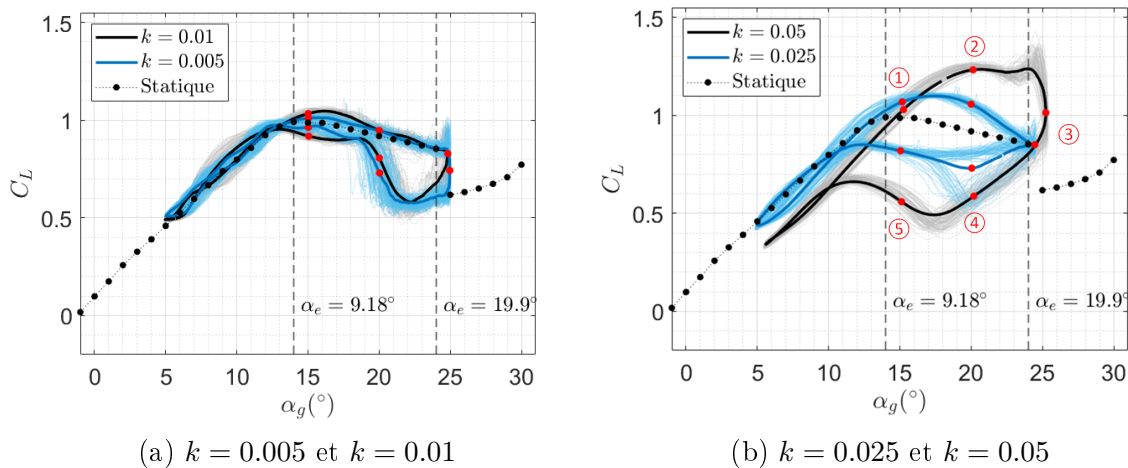 1.5
1
0.5
0
C_L
k = 0.01
k = 0.005
Statique
α_e = 9.18°
α_e = 19.9°
0 5 10 15 20 25 30
α_g(°)
(a) k = 0.005 et k = 0.01
1.5
1
0.5
0
C_L
k = 0.05
k = 0.025
Statique
①
②
③
④
⑤
α_e = 9.18°
α_e = 19.9°
0 5 10 15 20 25 30
α_g(°)
(b) k = 0.025 et k = 0.05